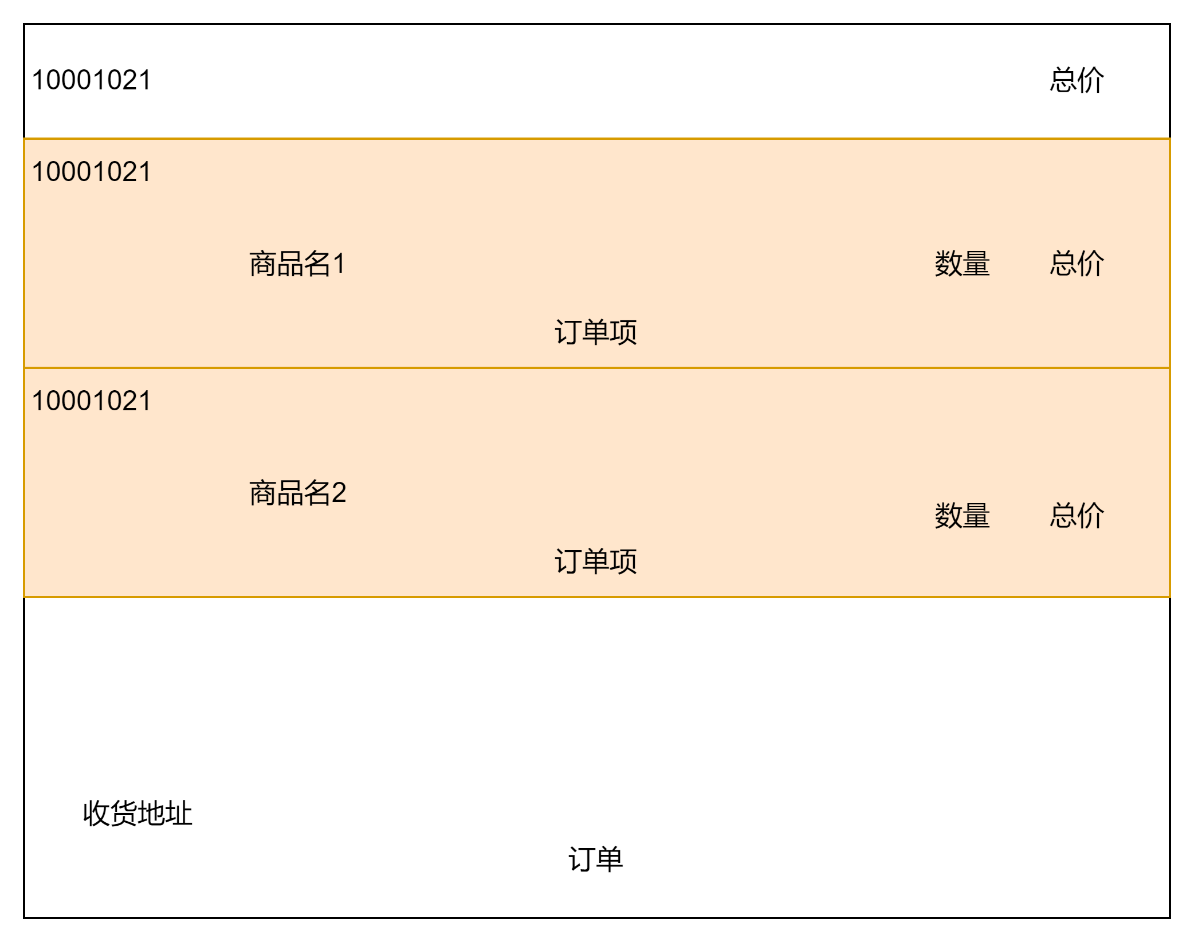 10001021 总价
10001021
商品名1 数量 总价
订单项
10001021
商品名2
数量 总价
订单项
收货地址
订单